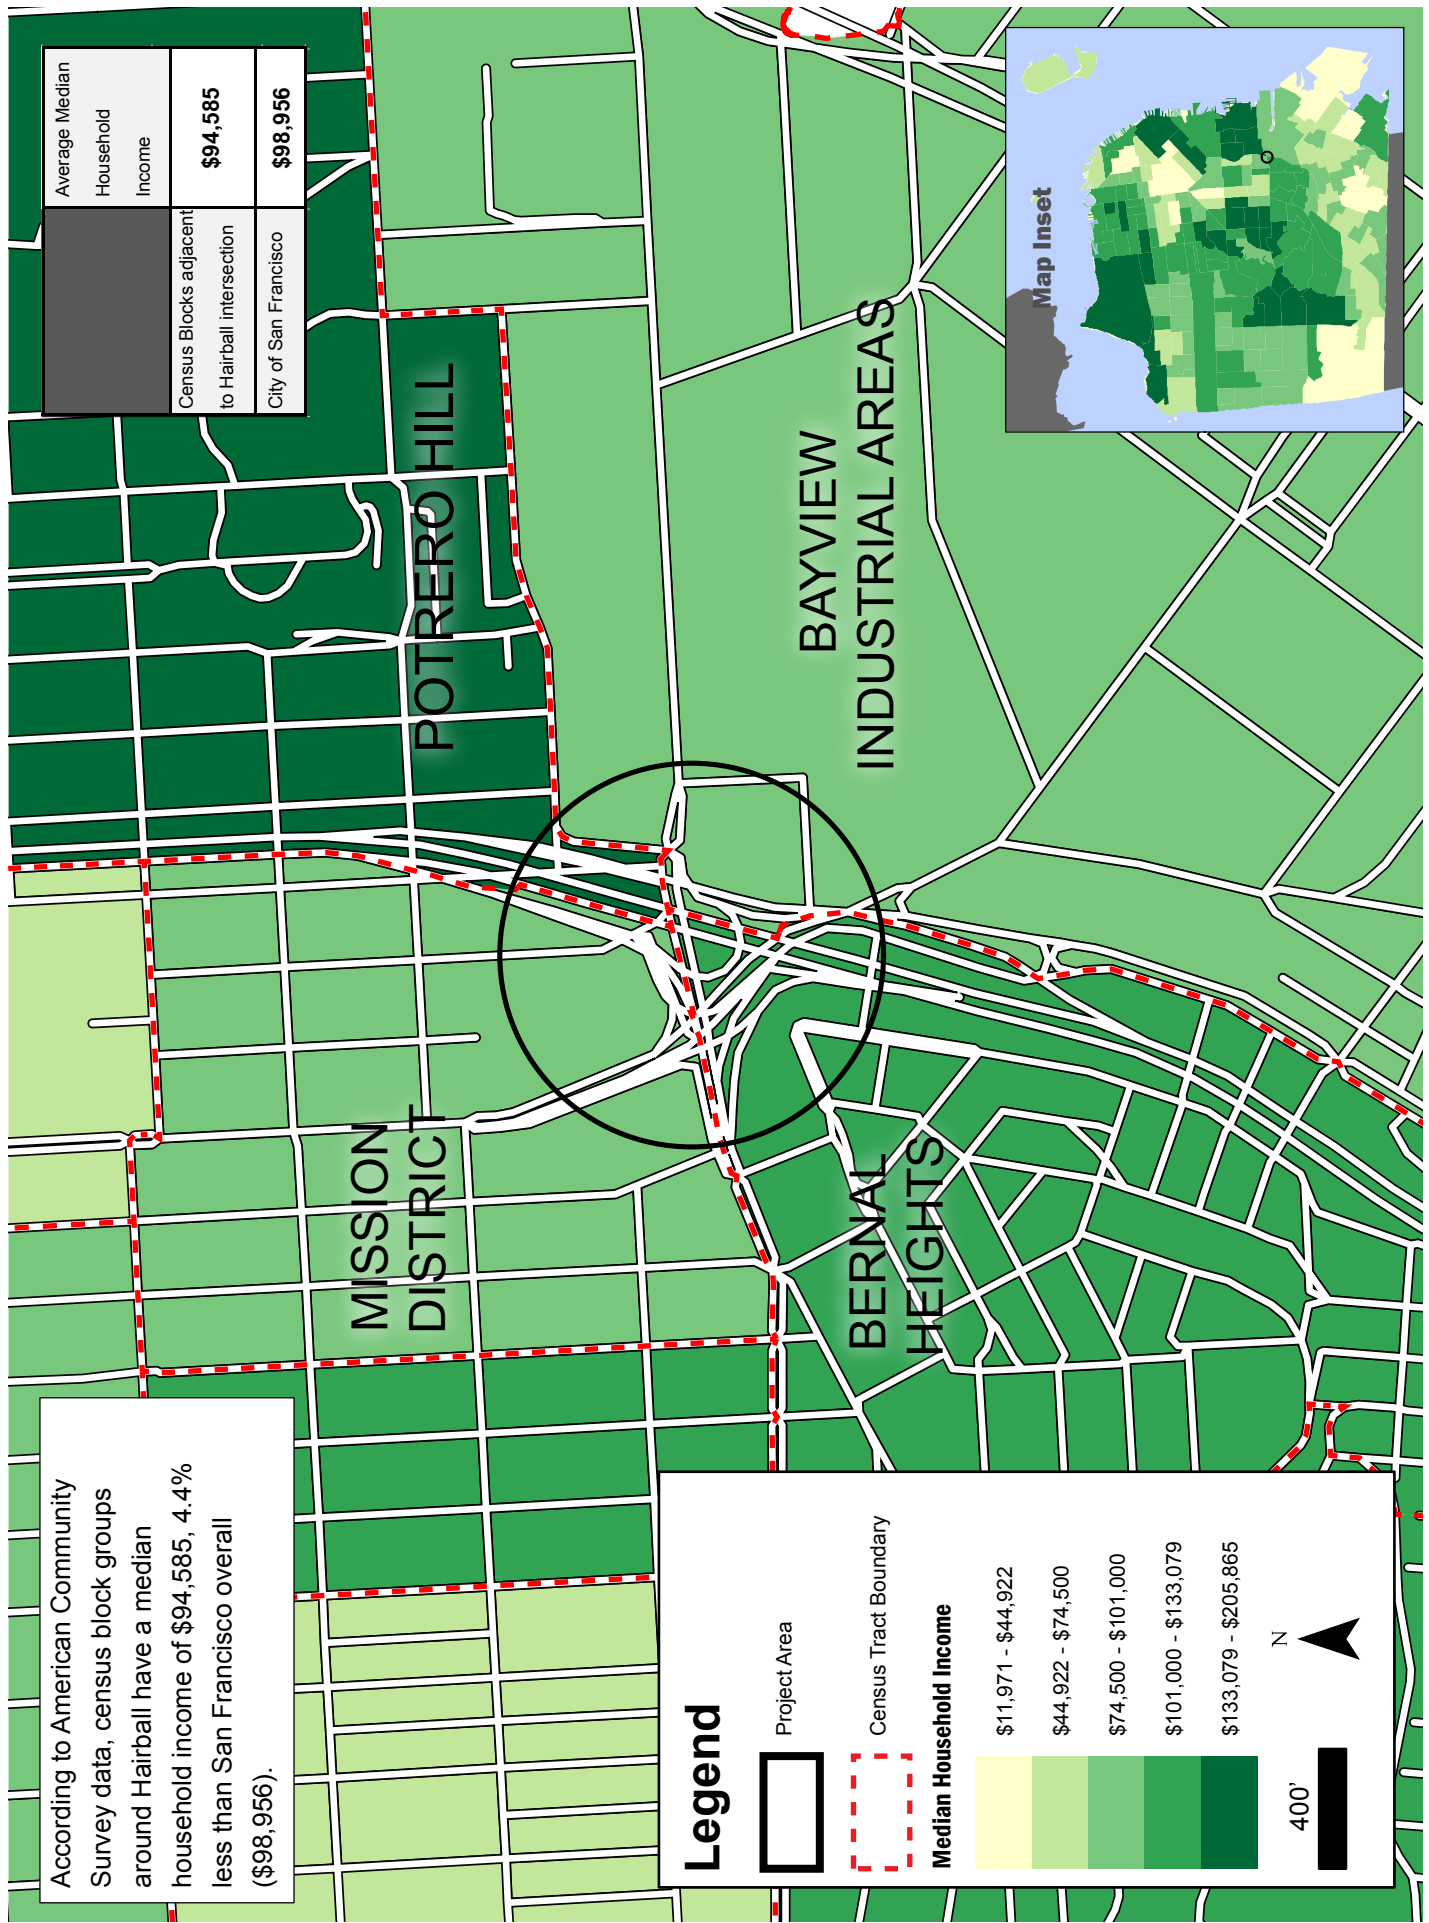 According to American Community
Survey data, census block groups
around Hairball have a median
household income of $94,585, 4.4%
less than San Francisco overall
($98,956).
Average Median
Household
Income
Census Blocks adjacent
to Hairball intersection
$94,585
City of San Francisco
$98,956
MISSION
DISTRICT
POTRERO HILL
BERNAL
HEIGHTS
BAYVIEW
INDUSTRIAL AREAS
Legend
Project Area
Census Tract Boundary
Median Household Income
$11,971 - $44,922
$44,922 - $74,500
$74,500 - $101,000
$101,000 - $133,079
$133,079 - $205,865
400'
N
Map Inset